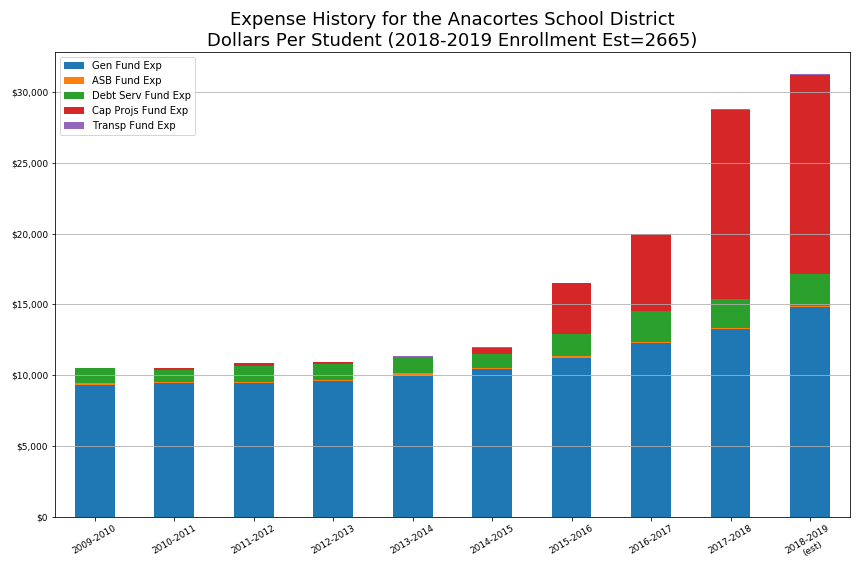 Expense History for the Anacortes School District
Dollars Per Student (2018-2019 Enrollment Est=2665)
Gen Fund Exp
ASB Fund Exp
Debt Serv Fund Exp
Cap Projs Fund Exp
Transp Fund Exp
$30,000
$25,000
$20,000
$15,000
$10,000
$5,000
$0
2009-2010
2010-2011
2011-2012
2012-2013
2013-2014
2014-2015
2015-2016
2016-2017
2017-2018
2018-2019
(est)